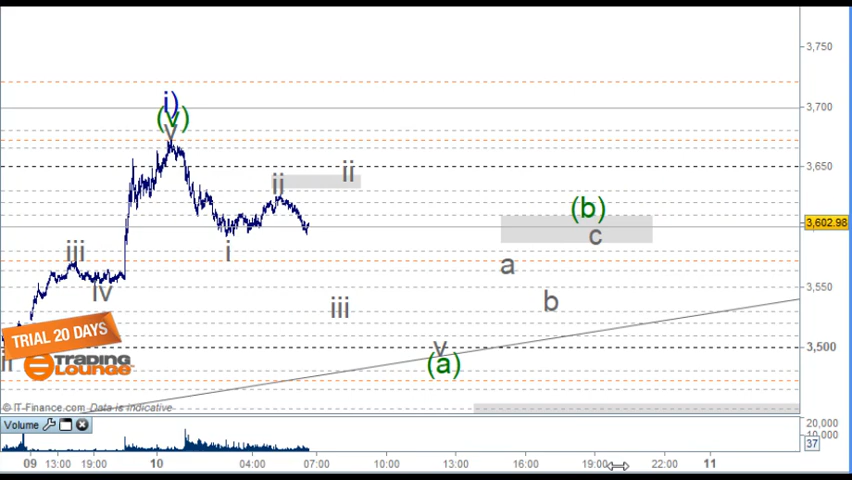 3,750
i)
3,700
(v)
v
ii
3,650
ii
(b)
3,602.98
c
iii
i
a
iv
3,550
b
iii
TRIAL 20 DAYS
v
3,500
TRADING
LOUNGE
(a)
© IT-Finance.com Data is indicative
Volume
20,000
10,000
37
09 13:00 19:00 10 04:00 07:00 10:00 13:00 16:00 19:00 22:00 11